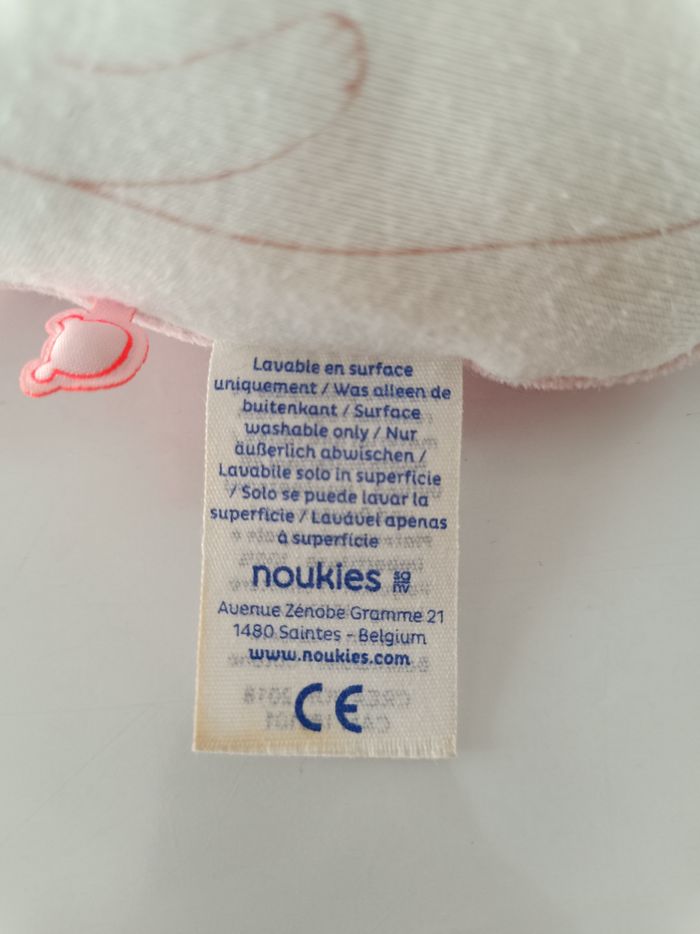 Lavable en surface
uniquement / Was alleen de
buitenkant / Surface
washable only / Nur
äußerlich abwischen /
Lavabile solo in superficie
/ Solo se puede lavar la
superficie / Lavável apenas
à superfície
noukies sa
nv
Avenue Zénobe Gramme 21
1480 Saintes - Belgium
www.noukies.com
CE